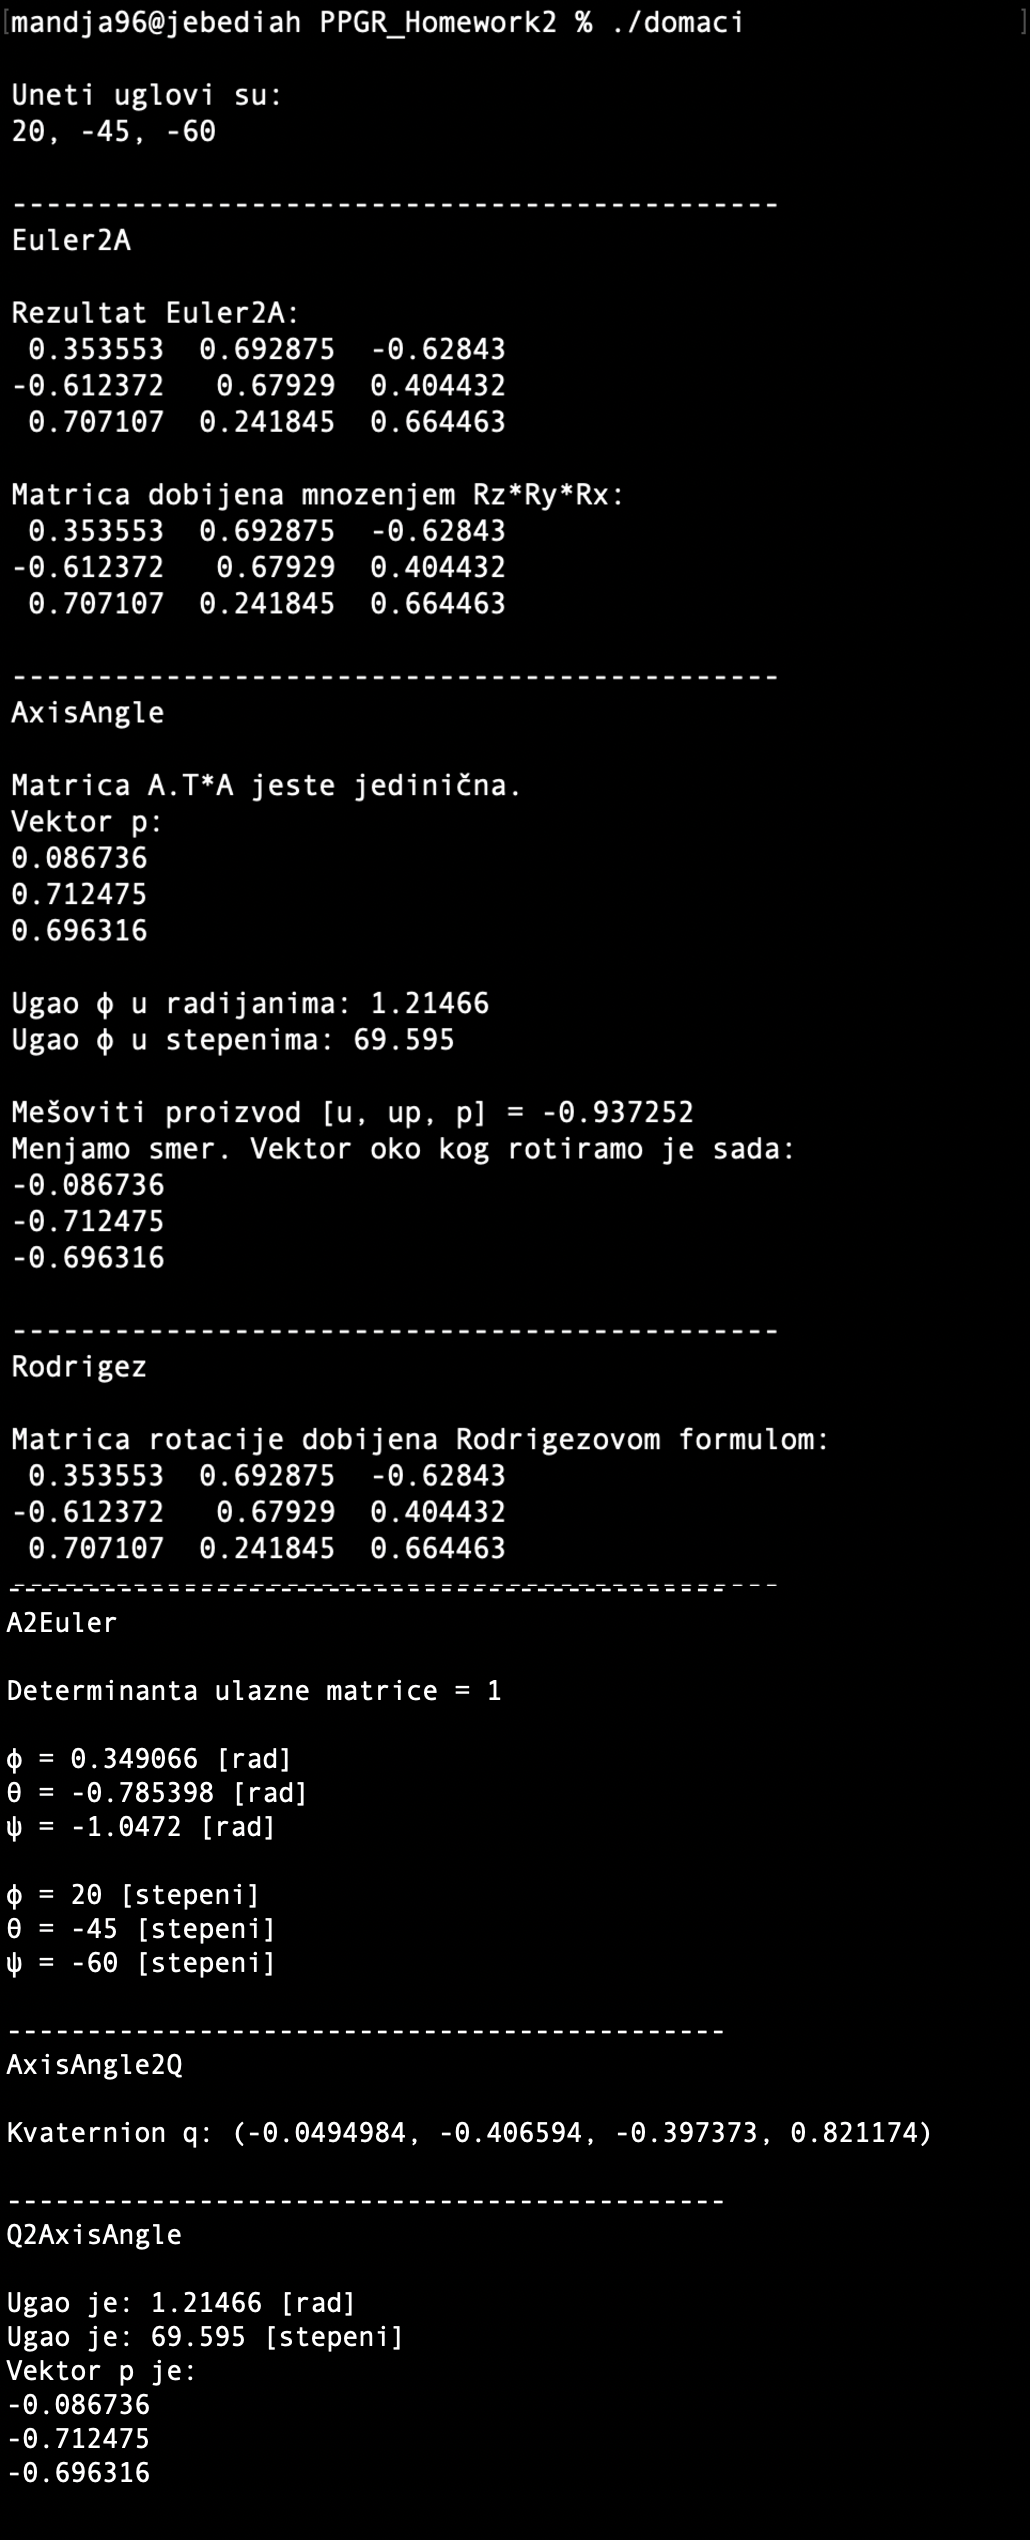 [mandja96@jebediah PPGR_Homework2 % ./domaci ]
Uneti uglovi su:
20, -45, -60
---------------------------------------------
Euler2A
Rezultat Euler2A:
 0.353553  0.692875  -0.62843
-0.612372   0.67929  0.404432
 0.707107  0.241845  0.664463
Matrica dobijena mnozenjem Rz*Ry*Rx:
 0.353553  0.692875  -0.62843
-0.612372   0.67929  0.404432
 0.707107  0.241845  0.664463
---------------------------------------------
AxisAngle
Matrica A.T*A jeste jedinična.
Vektor p:
0.086736
0.712475
0.696316
Ugao ϕ u radijanima: 1.21466
Ugao ϕ u stepenima: 69.595
Mešoviti proizvod [u, up, p] = -0.937252
Menjamo smer. Vektor oko kog rotiramo je sada:
-0.086736
-0.712475
-0.696316
---------------------------------------------
Rodrigez
Matrica rotacije dobijena Rodrigezovom formulom:
 0.353553  0.692875  -0.62843
-0.612372   0.67929  0.404432
 0.707107  0.241845  0.664463
---------------------------------------------
A2Euler
Determinanta ulazne matrice = 1
ϕ = 0.349066 [rad]
θ = -0.785398 [rad]
ψ = -1.0472 [rad]
ϕ = 20 [stepeni]
θ = -45 [stepeni]
ψ = -60 [stepeni]
---------------------------------------------
AxisAngle2Q
Kvaternion q: (-0.0494984, -0.406594, -0.397373, 0.821174)
---------------------------------------------
Q2AxisAngle
Ugao je: 1.21466 [rad]
Ugao je: 69.595 [stepeni]
Vektor p je:
-0.086736
-0.712475
-0.696316